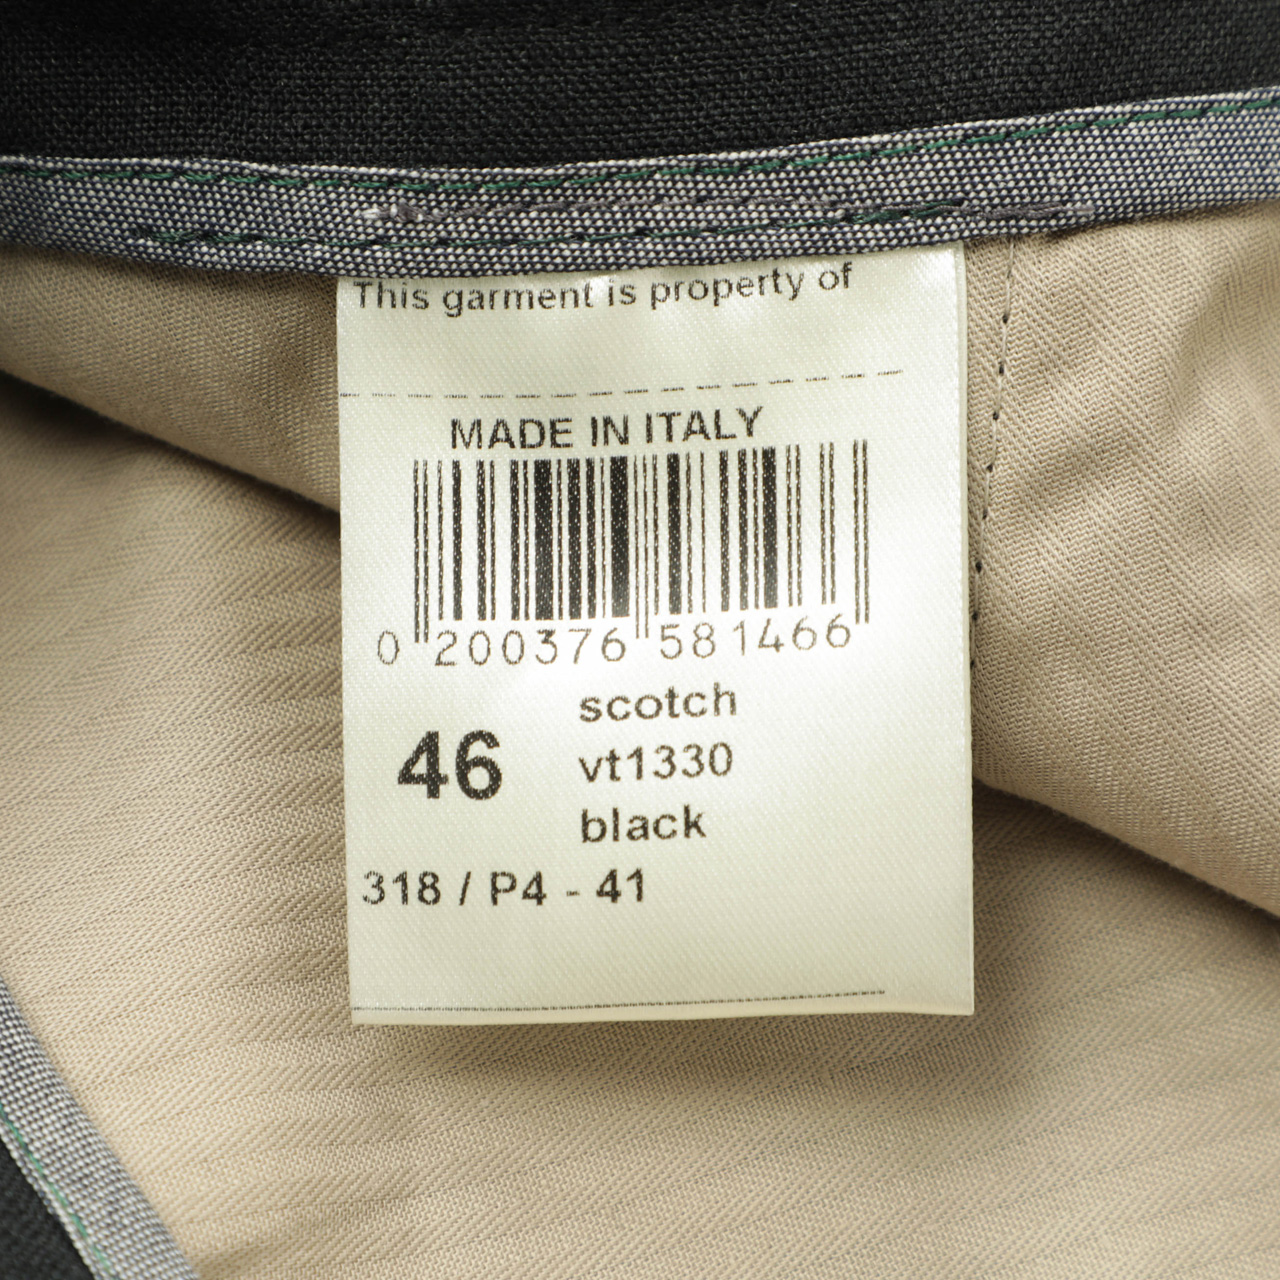 This garment is property of
MADE IN ITALY
0 200376 581466
scotch
46 vt1330
black
318 / P4 - 41